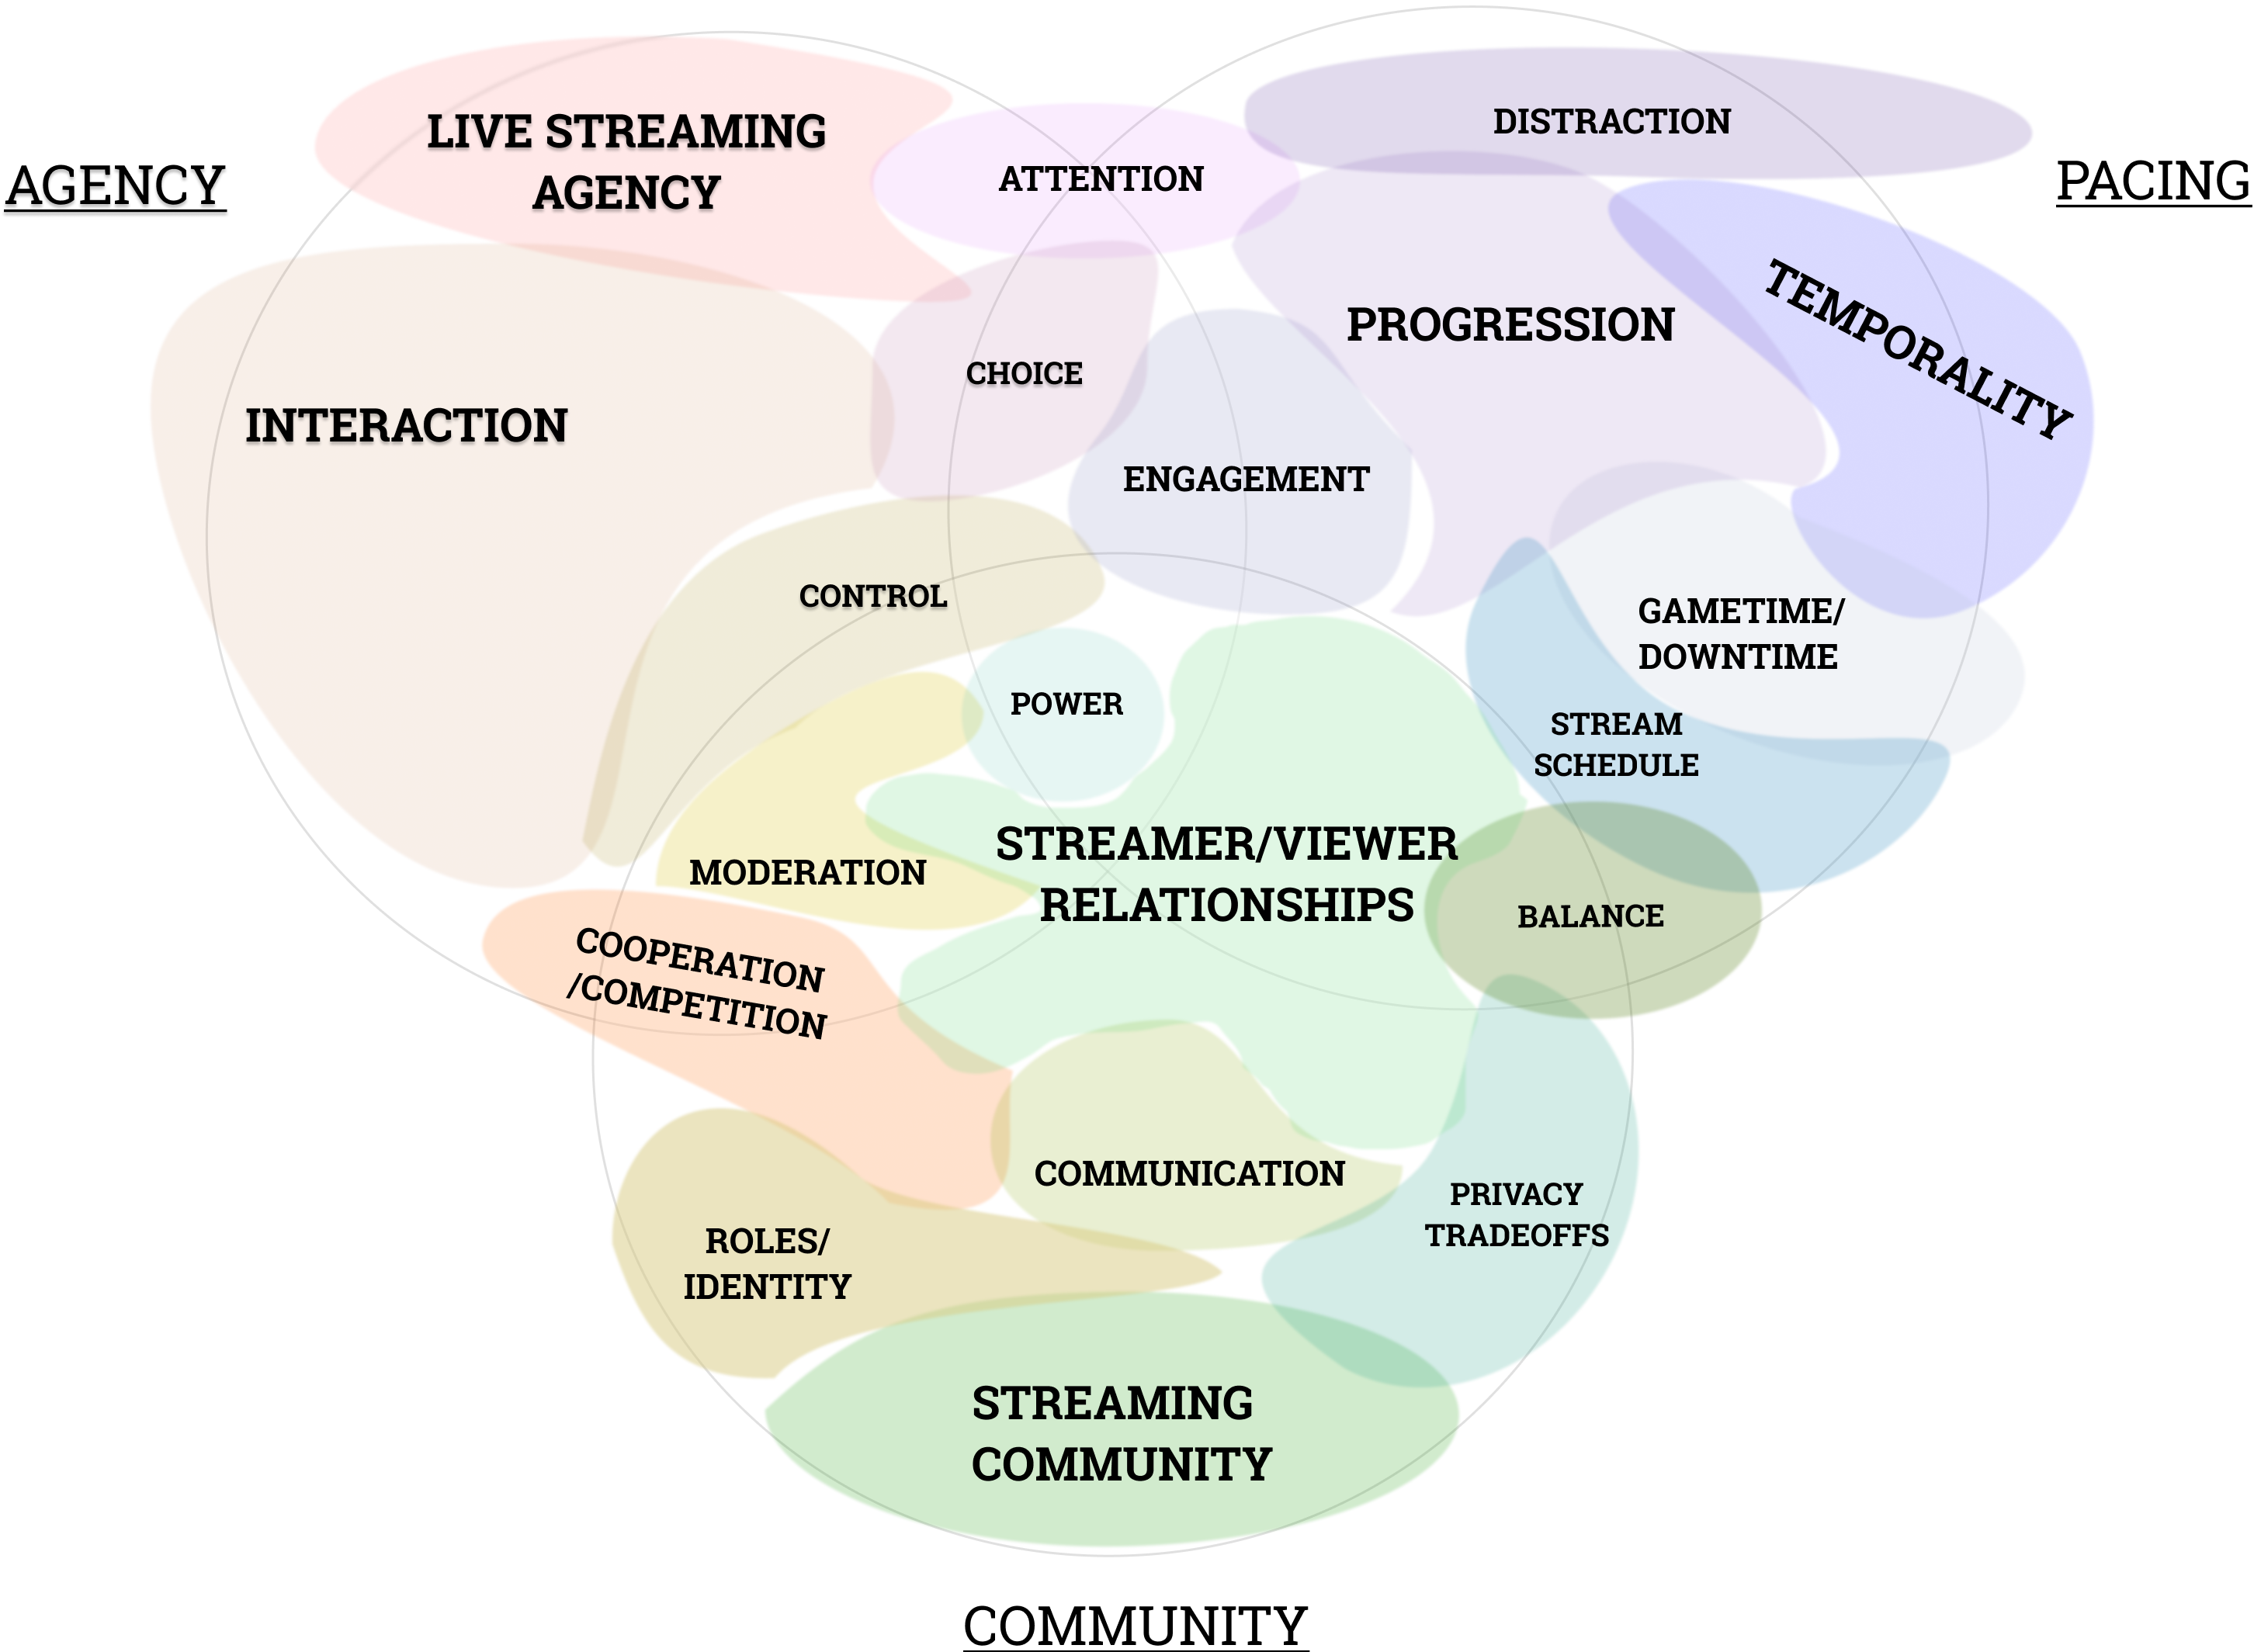 LIVE STREAMING
AGENCY
DISTRACTION
AGENCY
ATTENTION
PACING
TEMPORALITY
PROGRESSION
CHOICE
INTERACTION
ENGAGEMENT
CONTROL
GAMETIME/
DOWNTIME
POWER
STREAM
SCHEDULE
STREAMER/VIEWER
RELATIONSHIPS
MODERATION
BALANCE
COOPERATION
/COMPETITION
COMMUNICATION
PRIVACY
TRADEOFFS
ROLES/
IDENTITY
STREAMING
COMMUNITY
COMMUNITY